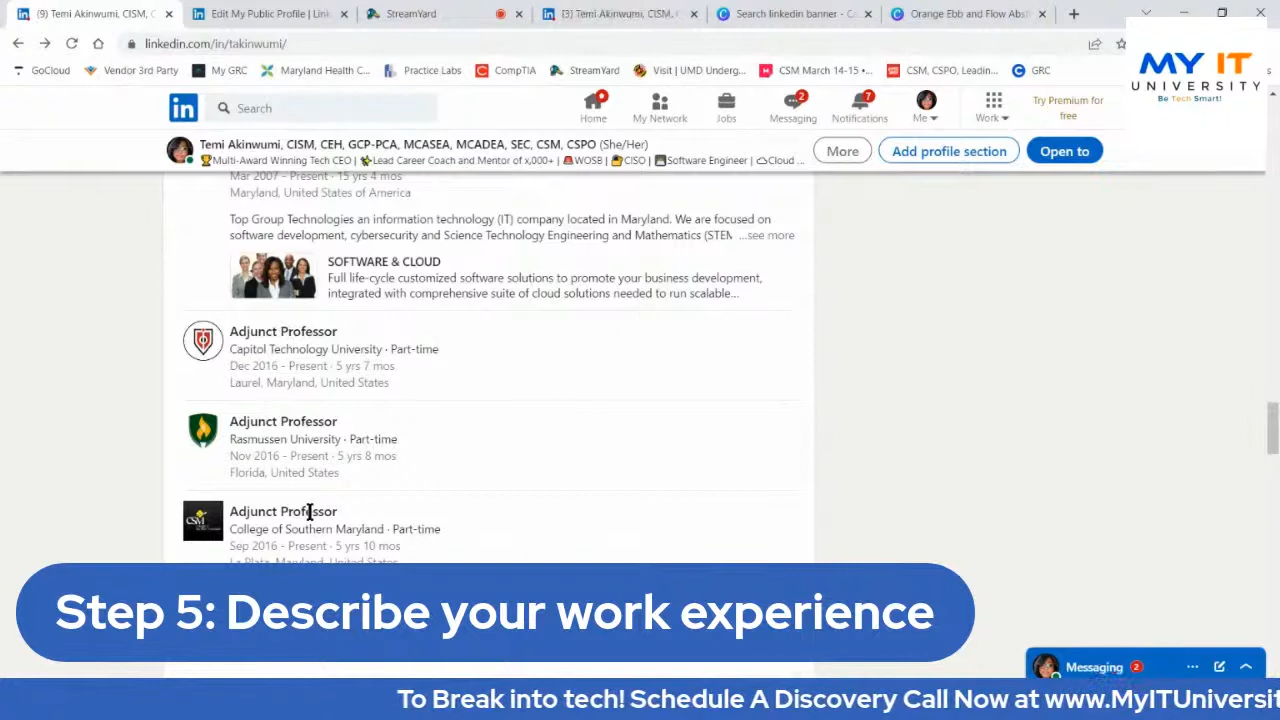 (9) Temi Akinwumi, CISM, C
Edit My Public Profile | Link
StreamYard
(3) Temi Akinwumi, CISM,
Search linkedin banner - Ca
Orange Ebb and Flow Abst
linkedin.com/in/takinwumi/
GoCloud
Vendor 3rd Party
My GRC
Maryland Health C...
Practice Labs
CompTIA
StreamYard
Visit | UMD Underg...
CSM March 14-15 •...
CSM, CSPO, Leadin...
GRC
MY IT
UNIVERSITY
Be Tech Smart!
in
Search
Home
My Network
Jobs
2
Messaging
7
Notifications
Me
Work
Try Premium for
free
Temi Akinwumi, CISM, CEH, GCP-PCA, MCASEA, MCADEA, SEC, CSM, CSPO (She/Her)
Multi-Award Winning Tech CEO | Lead Career Coach and Mentor of x,000+ | WOSB | CISO | Software Engineer | Cloud ...
More
Add profile section
Open to
Mar 2007 - Present · 15 yrs 4 mos
Maryland, United States of America
Top Group Technologies an information technology (IT) company located in Maryland. We are focused on
software development, cybersecurity and Science Technology Engineering and Mathematics (STEM ...see more
SOFTWARE & CLOUD
Full life-cycle customized software solutions to promote your business development,
integrated with comprehensive suite of cloud solutions needed to run scalable...
Adjunct Professor
Capitol Technology University · Part-time
Dec 2016 - Present · 5 yrs 7 mos
Laurel, Maryland, United States
Adjunct Professor
Rasmussen University · Part-time
Nov 2016 - Present · 5 yrs 8 mos
Florida, United States
CSM
Adjunct Professor
College of Southern Maryland · Part-time
Sep 2016 - Present · 5 yrs 10 mos
La Plata, Maryland, United States
Step 5: Describe your work experience
Messaging 2
To Break into tech! Schedule A Discovery Call Now at www.MyITUniversit